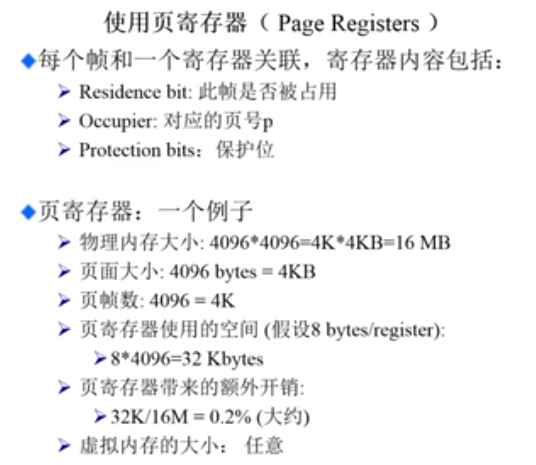 使用页寄存器（ Page Registers ）
每个帧和一个寄存器关联，寄存器内容包括：
Residence bit: 此帧是否被占用
Occupier: 对应的页号p
Protection bits：保护位
页寄存器：一个例子
物理内存大小: 4096*4096=4K*4KB=16 MB
页面大小: 4096 bytes = 4KB
页帧数: 4096 = 4K
页寄存器使用的空间 (假设8 bytes/register):
8*4096=32 Kbytes
页寄存器带来的额外开销:
32K/16M = 0.2% (大约)
虚拟内存的大小： 任意